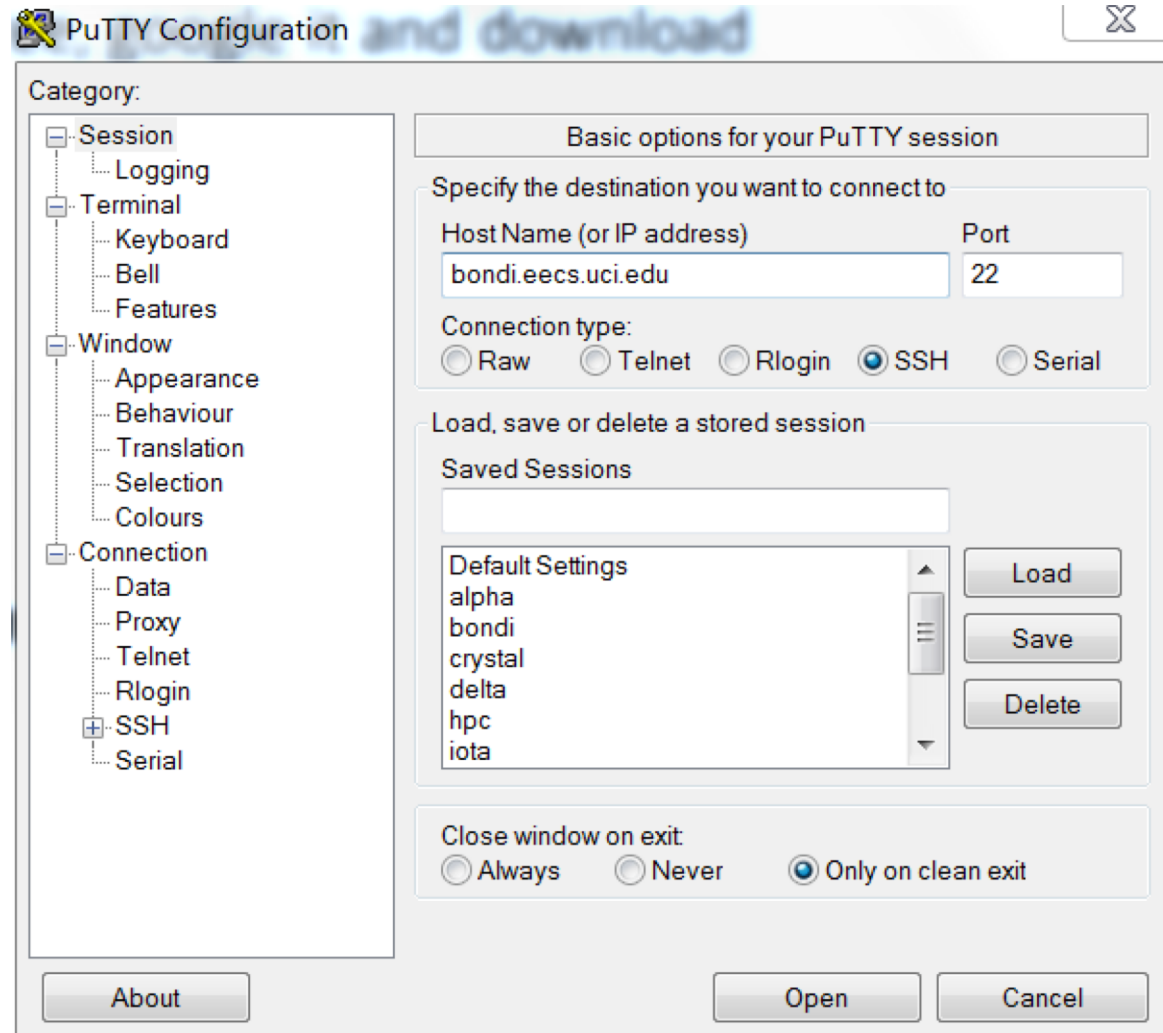 PuTTY Configuration
it and download
Category:
Session
Logging
Terminal
Keyboard
Bell
Features
Window
Appearance
Behaviour
Translation
Selection
Colours
Connection
Data
Proxy
Telnet
Rlogin
SSH
Serial
Basic options for your PuTTY session
Specify the destination you want to connect to
Host Name (or IP address) Port
bondi.eecs.uci.edu 22
Connection type:
Raw Telnet Rlogin SSH Serial
Load, save or delete a stored session
Saved Sessions
Default Settings
alpha
bondi
crystal
delta
hpc
iota
Load
Save
Delete
Close window on exit:
Always Never Only on clean exit
About Open Cancel